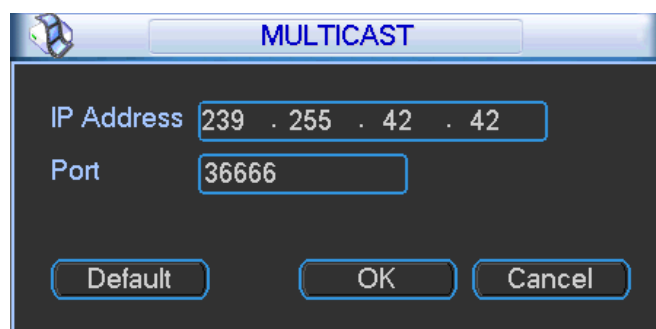 MULTICAST
IP Address 239 . 255 . 42 . 42
Port 36666
Default OK Cancel